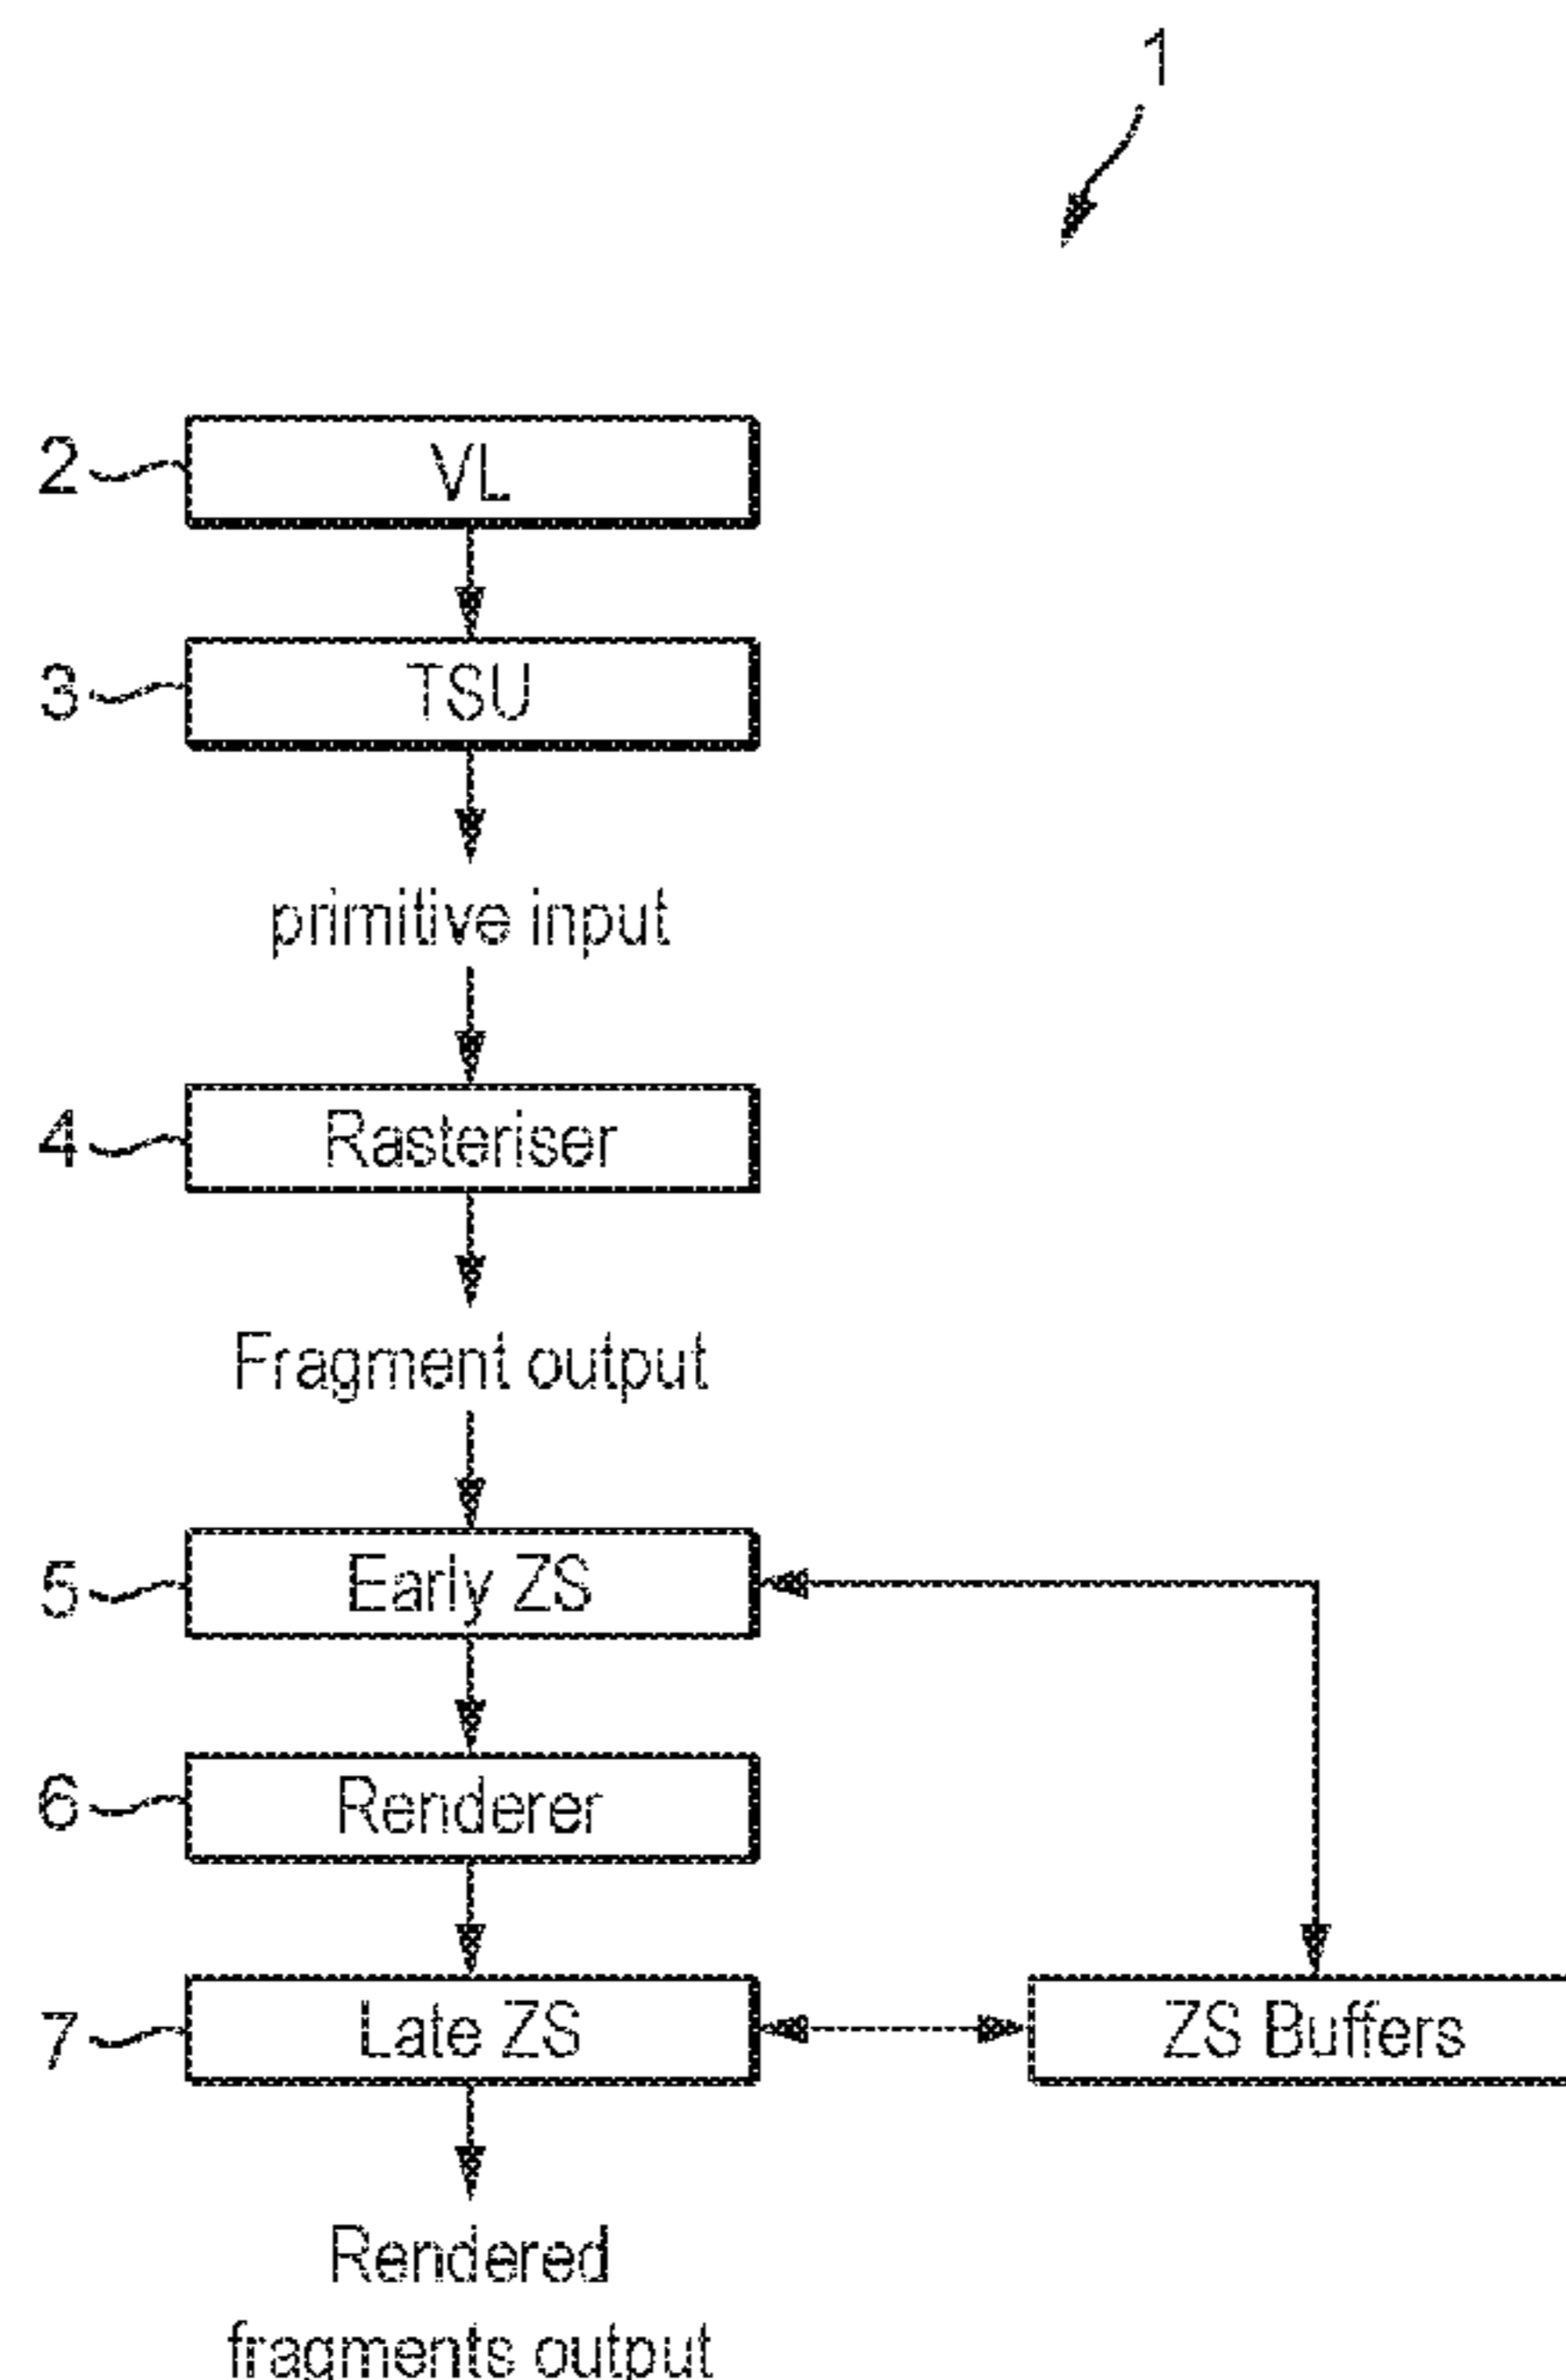 1
2
VL
3
TSU
primitive input
4
Rasteriser
Fragment output
5
Early ZS
6
Renderer
7
Late ZS
ZS Buffers
Rendered
fragments output